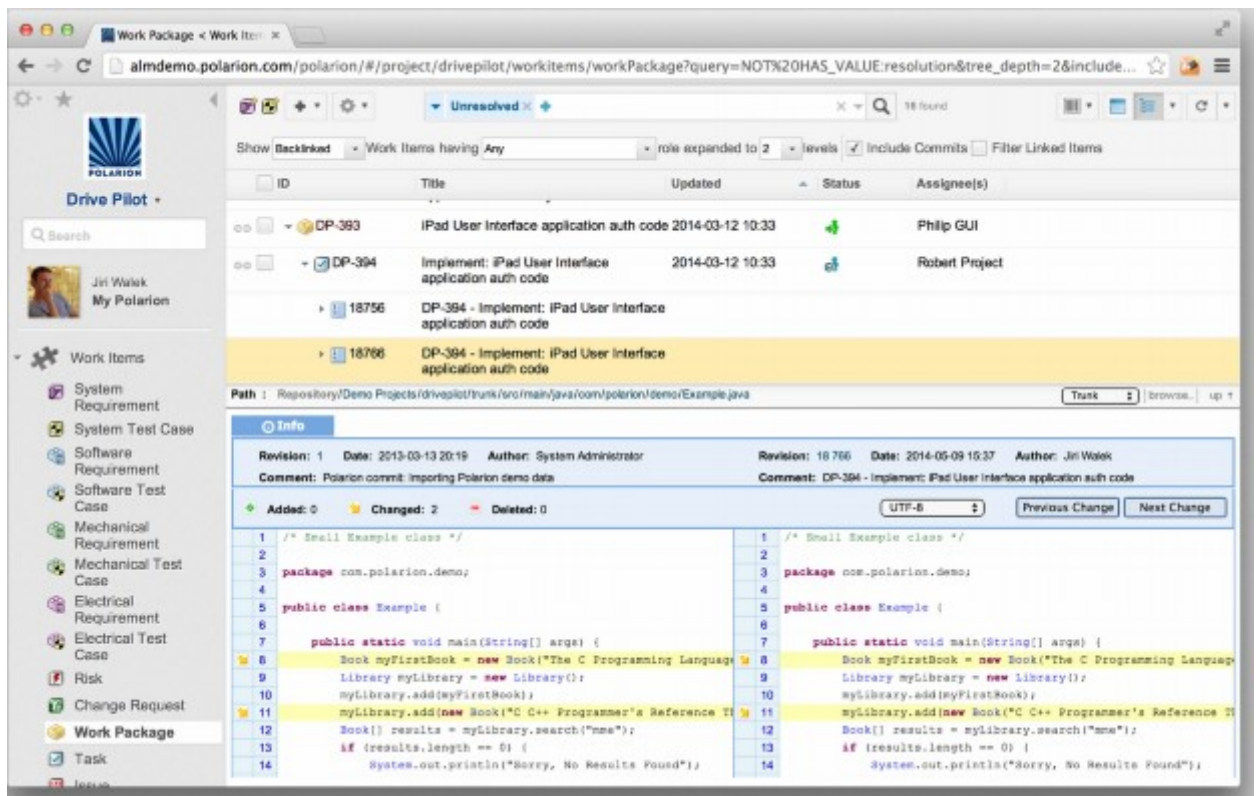 Work Package < Work Iten
almdemo.polarion.com/polarion/#/project/drivepilot/workitems/workPackage?query=NOT%20HAS_VALUE:resolution&tree_depth=2&include...
POLARION
Drive Pilot
Search
Jiri Walek
My Polarion
Work Items
System
Requirement
System Test Case
Software
Requirement
Software Test
Case
Mechanical
Requirement
Mechanical Test
Case
Electrical
Requirement
Electrical Test
Case
Risk
Change Request
Work Package
Task
Issue
Unresolved
18 found
Show Backlinked Work Items having Any role expanded to 2 levels Include Commits Filter Linked Items
ID Title Updated Status Assignee(s)
DP-393 iPad User Interface application auth code 2014-03-12 10:33 Philip GUI
DP-394 Implement: iPad User Interface 2014-03-12 10:33 Robert Project
application auth code
18756 DP-394 - Implement: iPad User Interface
application auth code
18766 DP-394 - Implement: iPad User Interface
application auth code
Path : Repository/Demo Projects/drivepilot/trunk/src/main/java/com/polarion/demo/Example.java Trunk browse.. up
Info
Revision: 1 Date: 2013-03-13 20:19 Author: System Administrator
Comment: Polarion commit: Importing Polarion demo data
Revision: 18 766 Date: 2014-05-09 15:37 Author: Jiri Walek
Comment: DP-394 - Implement: iPad User Interface application auth code
Added: 0 Changed: 2 Deleted: 0 UTF-8 Previous Change Next Change
1 /* Small Example class */
2
3 package com.polarion.demo;
4
5 public class Example {
6
7 public static void main(String[] args) {
8 Book myFirstBook = new Book("The C Programming Language
9 Library myLibrary = new Library();
10 myLibrary.add(myFirstBook);
11 myLibrary.add(new Book("C C++ Programmer's Reference T
12 Book[] results = myLibrary.search("mme");
13 if (results.length == 0) {
14 System.out.println("Sorry, No Results Found");
1 /* Small Example class */
2
3 package com.polarion.demo;
4
5 public class Example {
6
7 public static void main(String[] args) {
8 Book myFirstBook = new Book("The C Programming Languag
9 Library myLibrary = new Library();
10 myLibrary.add(myFirstBook);
11 myLibrary.add(new Book("C C++ Programmer's Reference T
12 Book[] results = myLibrary.search("mme");
13 if (results.length == 0) {
14 System.out.println("Sorry, No Results Found");